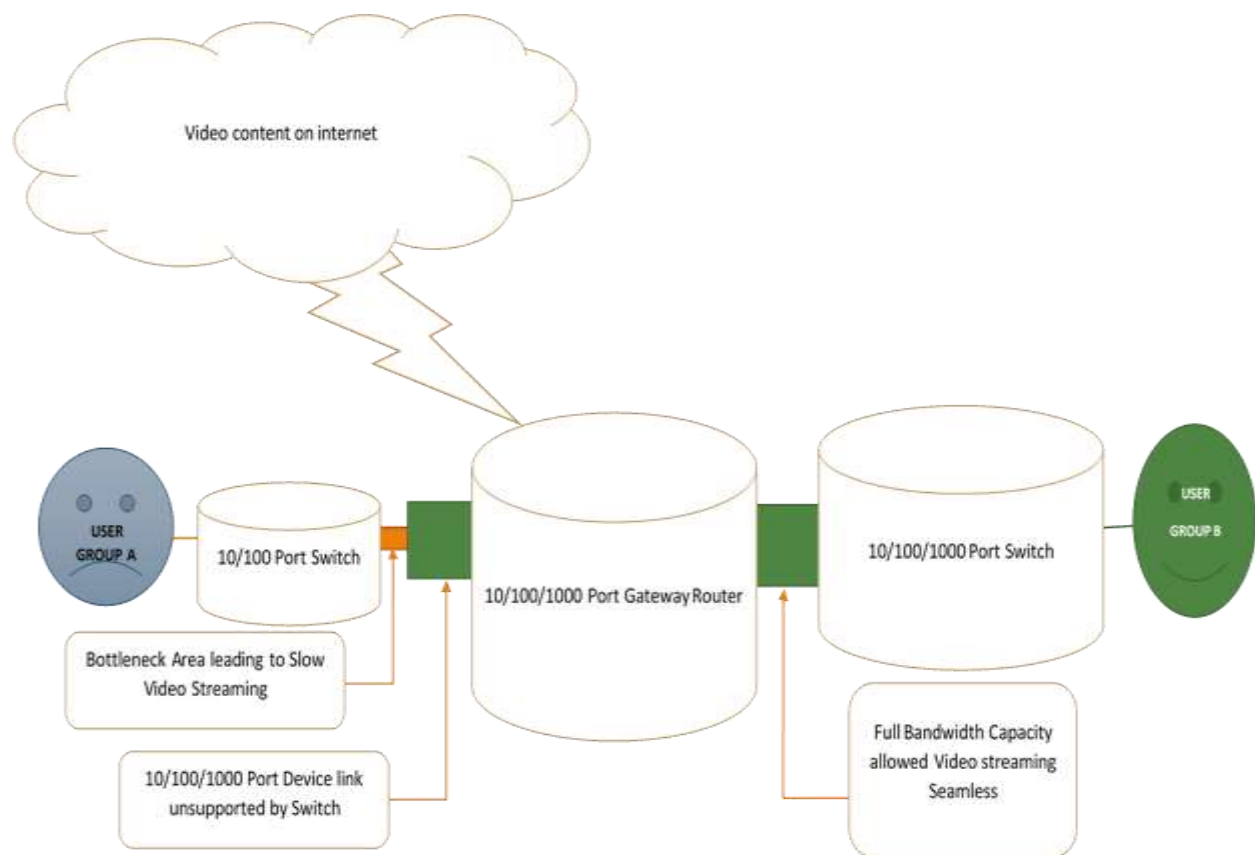 Video content on internet
USER
GROUP A
10/100 Port Switch
10/100/1000 Port Gateway Router
10/100/1000 Port Switch
USER
GROUP B
Bottleneck Area leading to Slow
Video Streaming
10/100/1000 Port Device link
unsupported by Switch
Full Bandwidth Capacity
allowed Video streaming
Seamless